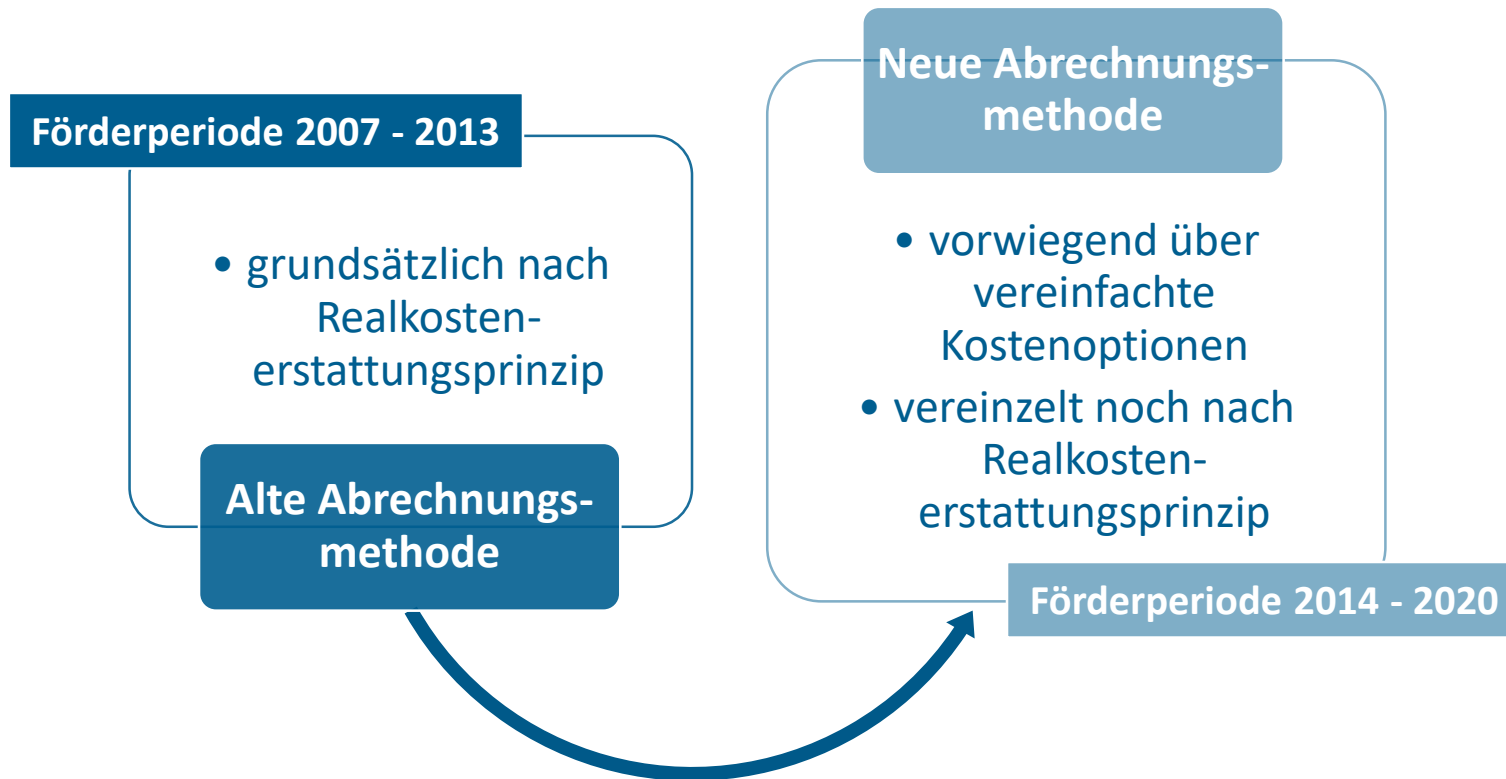 Förderperiode 2007 - 2013
• grundsätzlich nach
Realkosten-
erstattungsprinzip
Alte Abrechnungs-
methode
Neue Abrechnungs-
methode
• vorwiegend über
vereinfachte
Kostenoptionen
• vereinzelt noch nach
Realkosten-
erstattungsprinzip
Förderperiode 2014 - 2020